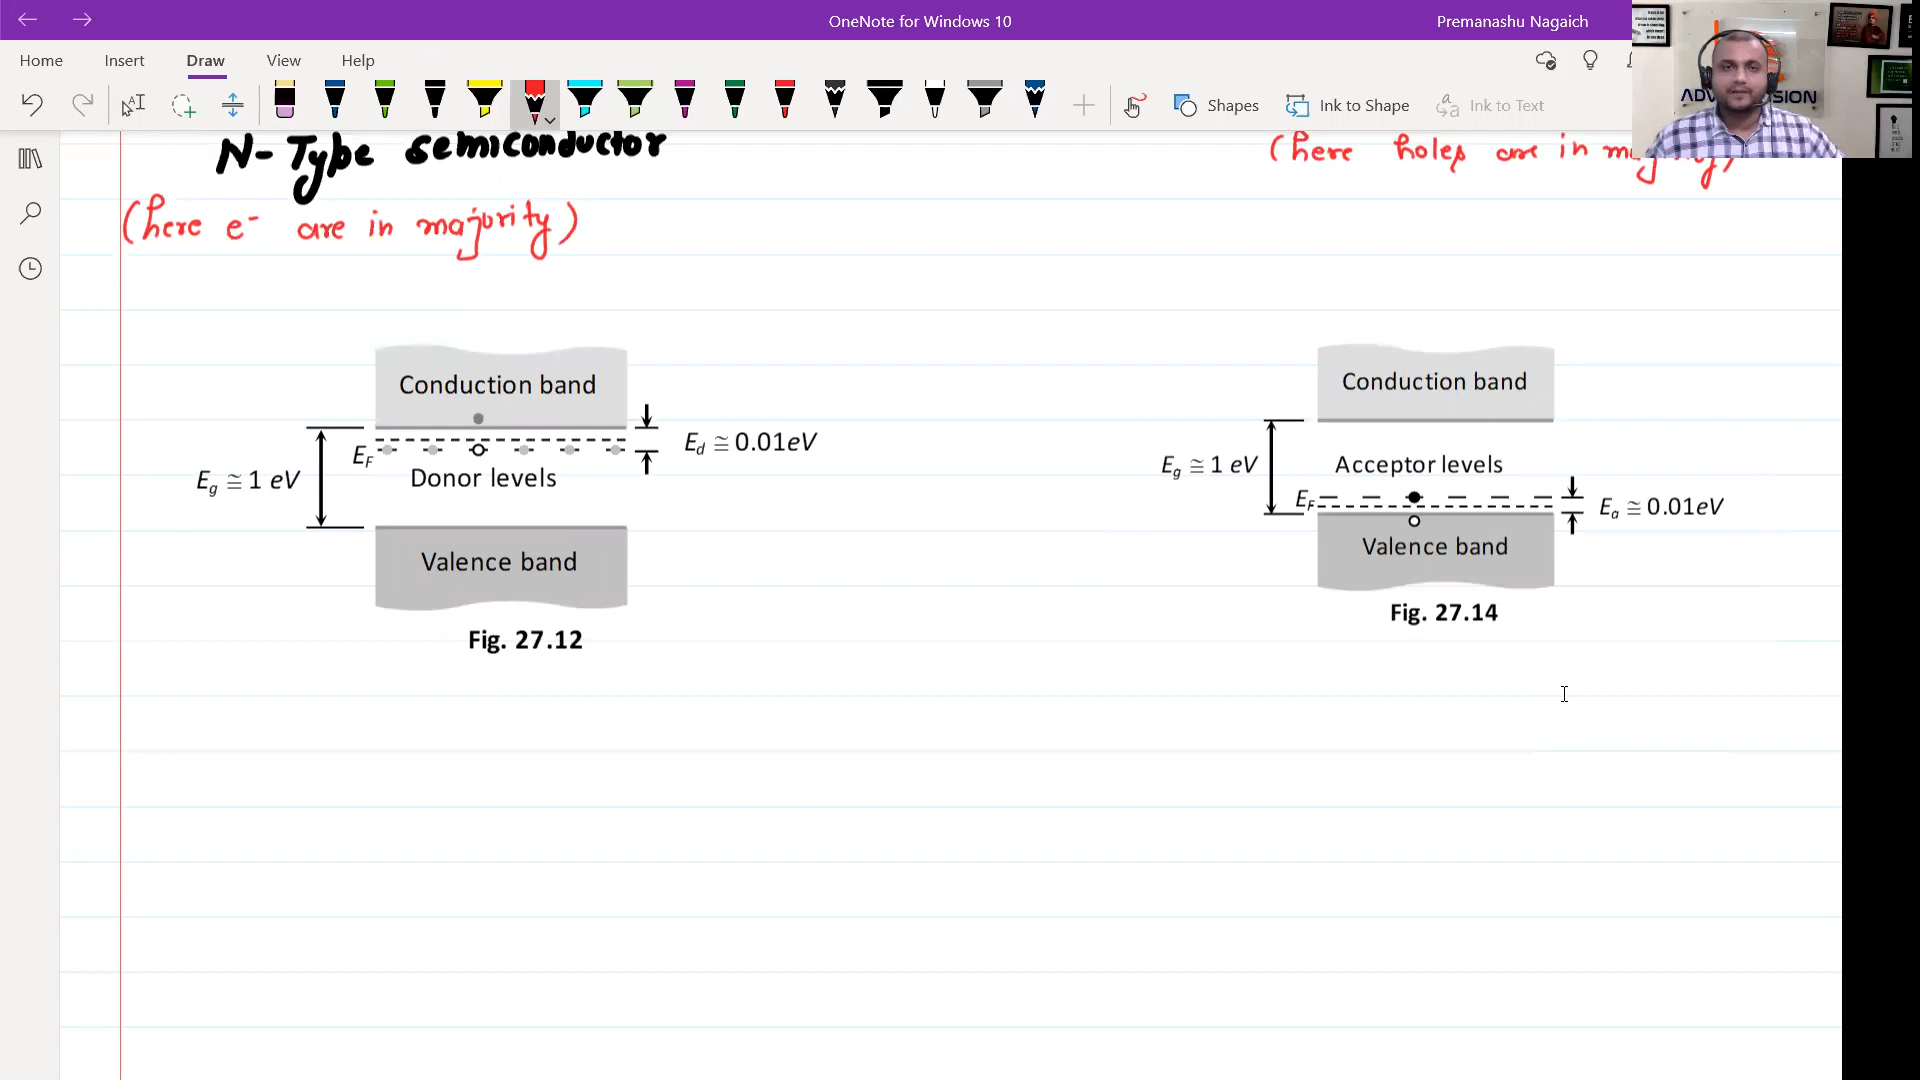 OneNote for Windows 10
Premanashu Nagaich
Home Insert Draw View Help
Shapes Ink to Shape Ink to Text
N-Type semiconductor
(here e⁻ are in majority)
(here holes are in
Conduction band
E_F
E_d ≅ 0.01eV
E_g ≅ 1 eV
Donor levels
Valence band
Fig. 27.12
Conduction band
E_g ≅ 1 eV
Acceptor levels
E_F
E_a ≅ 0.01eV
Valence band
Fig. 27.14